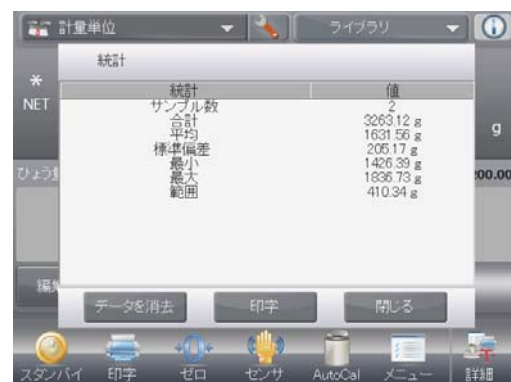 計量単位 ライブラリ
統計
* NET
g
統計 値
サンプル数 2
合計 3263.12 g
平均 1631.56 g
標準偏差 205.17 g
最小 1426.39 g
最大 1836.73 g
範囲 410.34 g
ひょう量
00.00
編集
データを消去 印字 閉じる
スタンバイ 印字 ゼロ センサ AutoCal メニュー 詳細